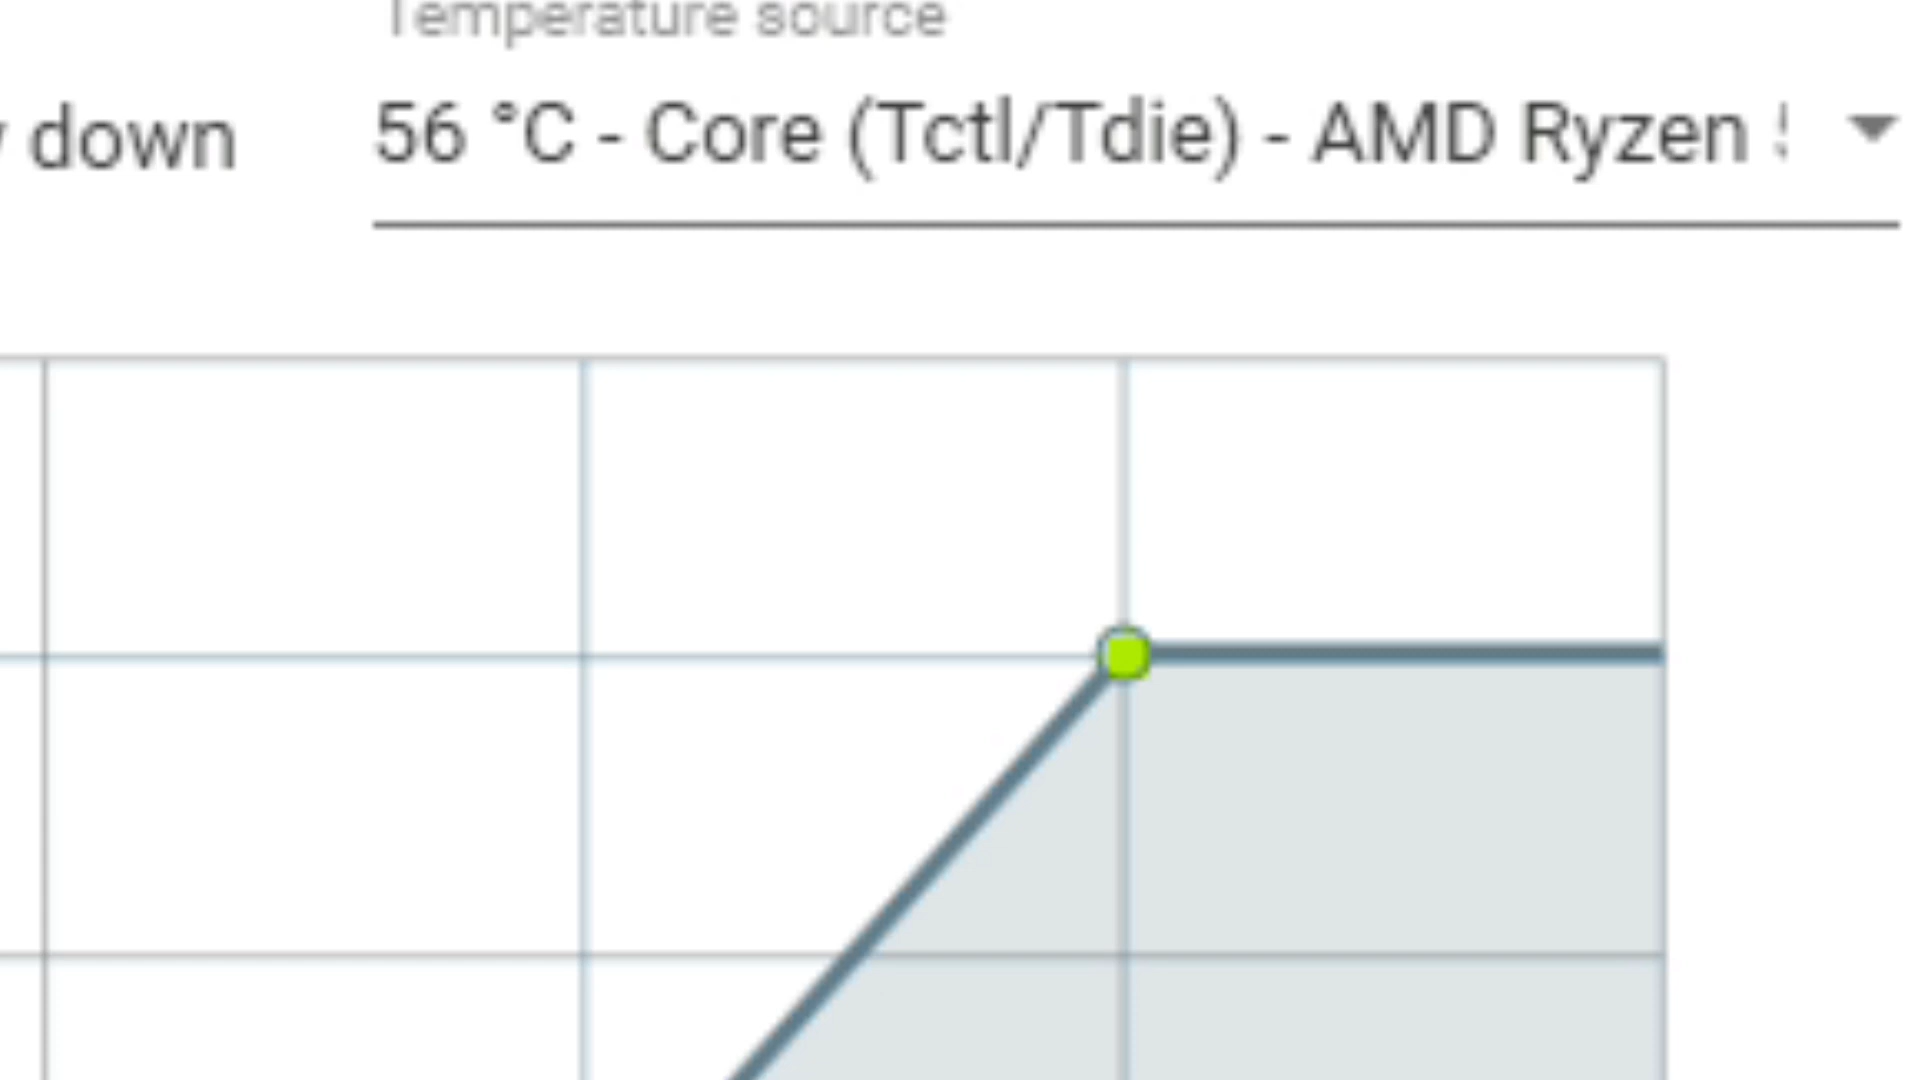 Temperature source
down
56 °C - Core (Tctl/Tdie) - AMD Ryzen